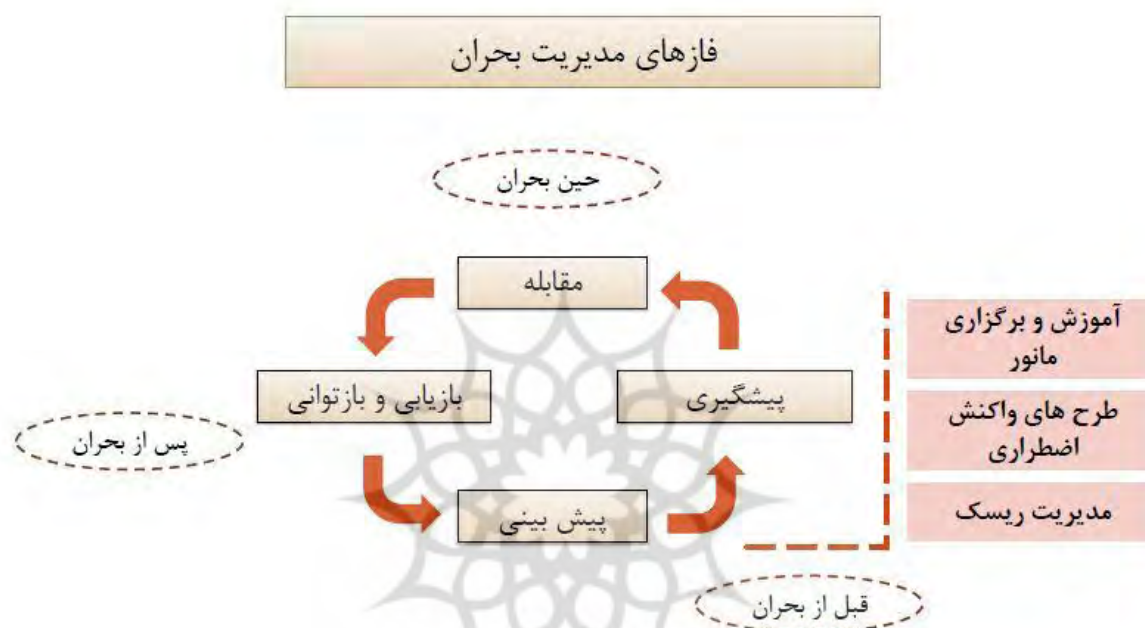 فازهای مدیریت بحران
حین بحران
مقابله
آموزش و برگزاری
مانور
پیشگیری
بازیابی و بازتوانی
طرح های واکنش
اضطراری
پس از بحران
مدیریت ریسک
پیش بینی
قبل از بحران